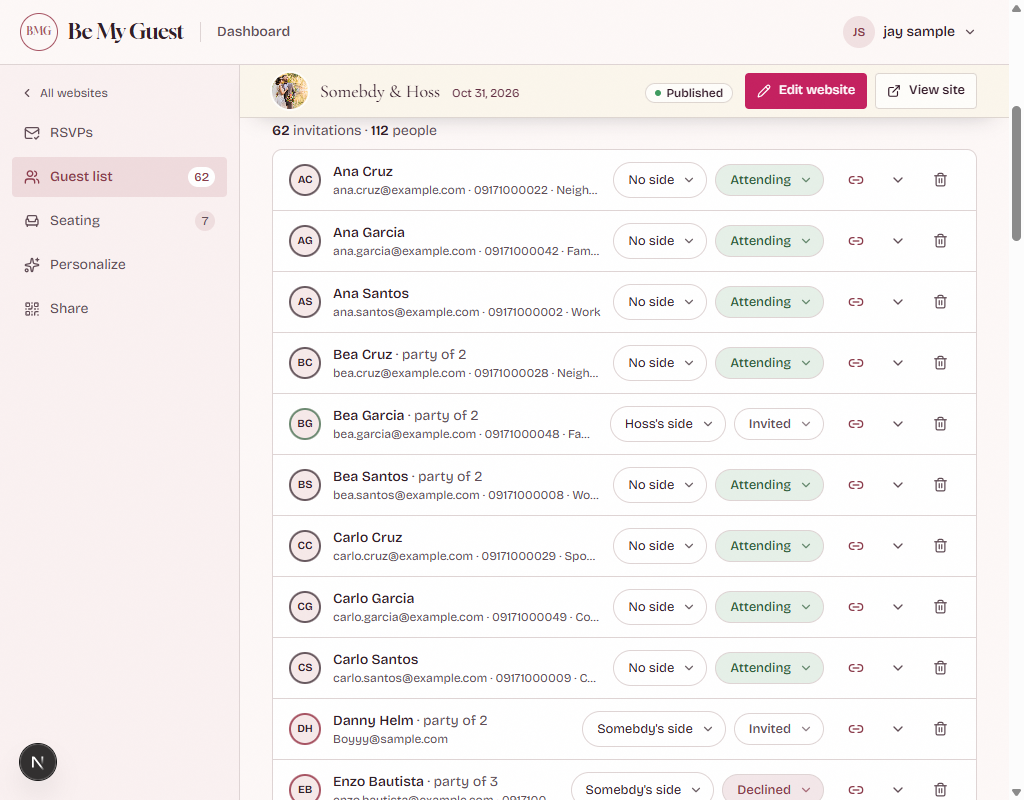 BMG Be My Guest Dashboard JS jay sample
All websites
RSVPs
Guest list 62
Seating 7
Personalize
Share
Somebdy & Hoss Oct 31, 2026 Published Edit website View site
62 invitations · 112 people
AC Ana Cruz No side Attending
ana.cruz@example.com · 09171000022 · Neigh...
AG Ana Garcia No side Attending
ana.garcia@example.com · 09171000042 · Fam...
AS Ana Santos No side Attending
ana.santos@example.com · 09171000002 · Work
BC Bea Cruz · party of 2 No side Attending
bea.cruz@example.com · 09171000028 · Neigh...
BG Bea Garcia · party of 2 Hoss's side Invited
bea.garcia@example.com · 09171000048 · Fa...
BS Bea Santos · party of 2 No side Attending
bea.santos@example.com · 09171000008 · Wo...
CC Carlo Cruz No side Attending
carlo.cruz@example.com · 09171000029 · Spo...
CG Carlo Garcia No side Attending
carlo.garcia@example.com · 09171000049 · Co...
CS Carlo Santos No side Attending
carlo.santos@example.com · 09171000009 · C...
DH Danny Helm · party of 2 Somebdy's side Invited
Boyyy@sample.com
EB Enzo Bautista · party of 3 Somebdy's side Declined
enzo.bautista@example.com · 0917100...
N